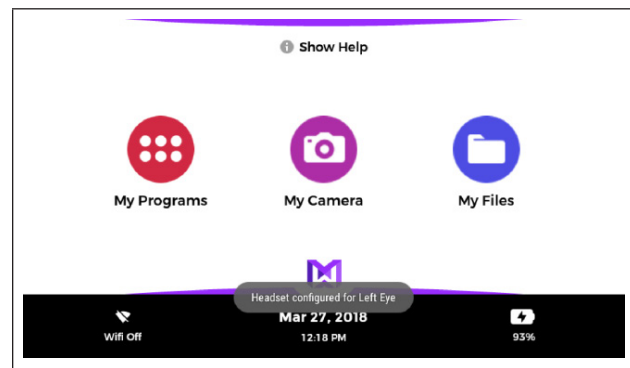 Show Help
My Programs
My Camera
My Files
Headset configured for Left Eye
Mar 27, 2018
Wifi Off
12:18 PM
93%